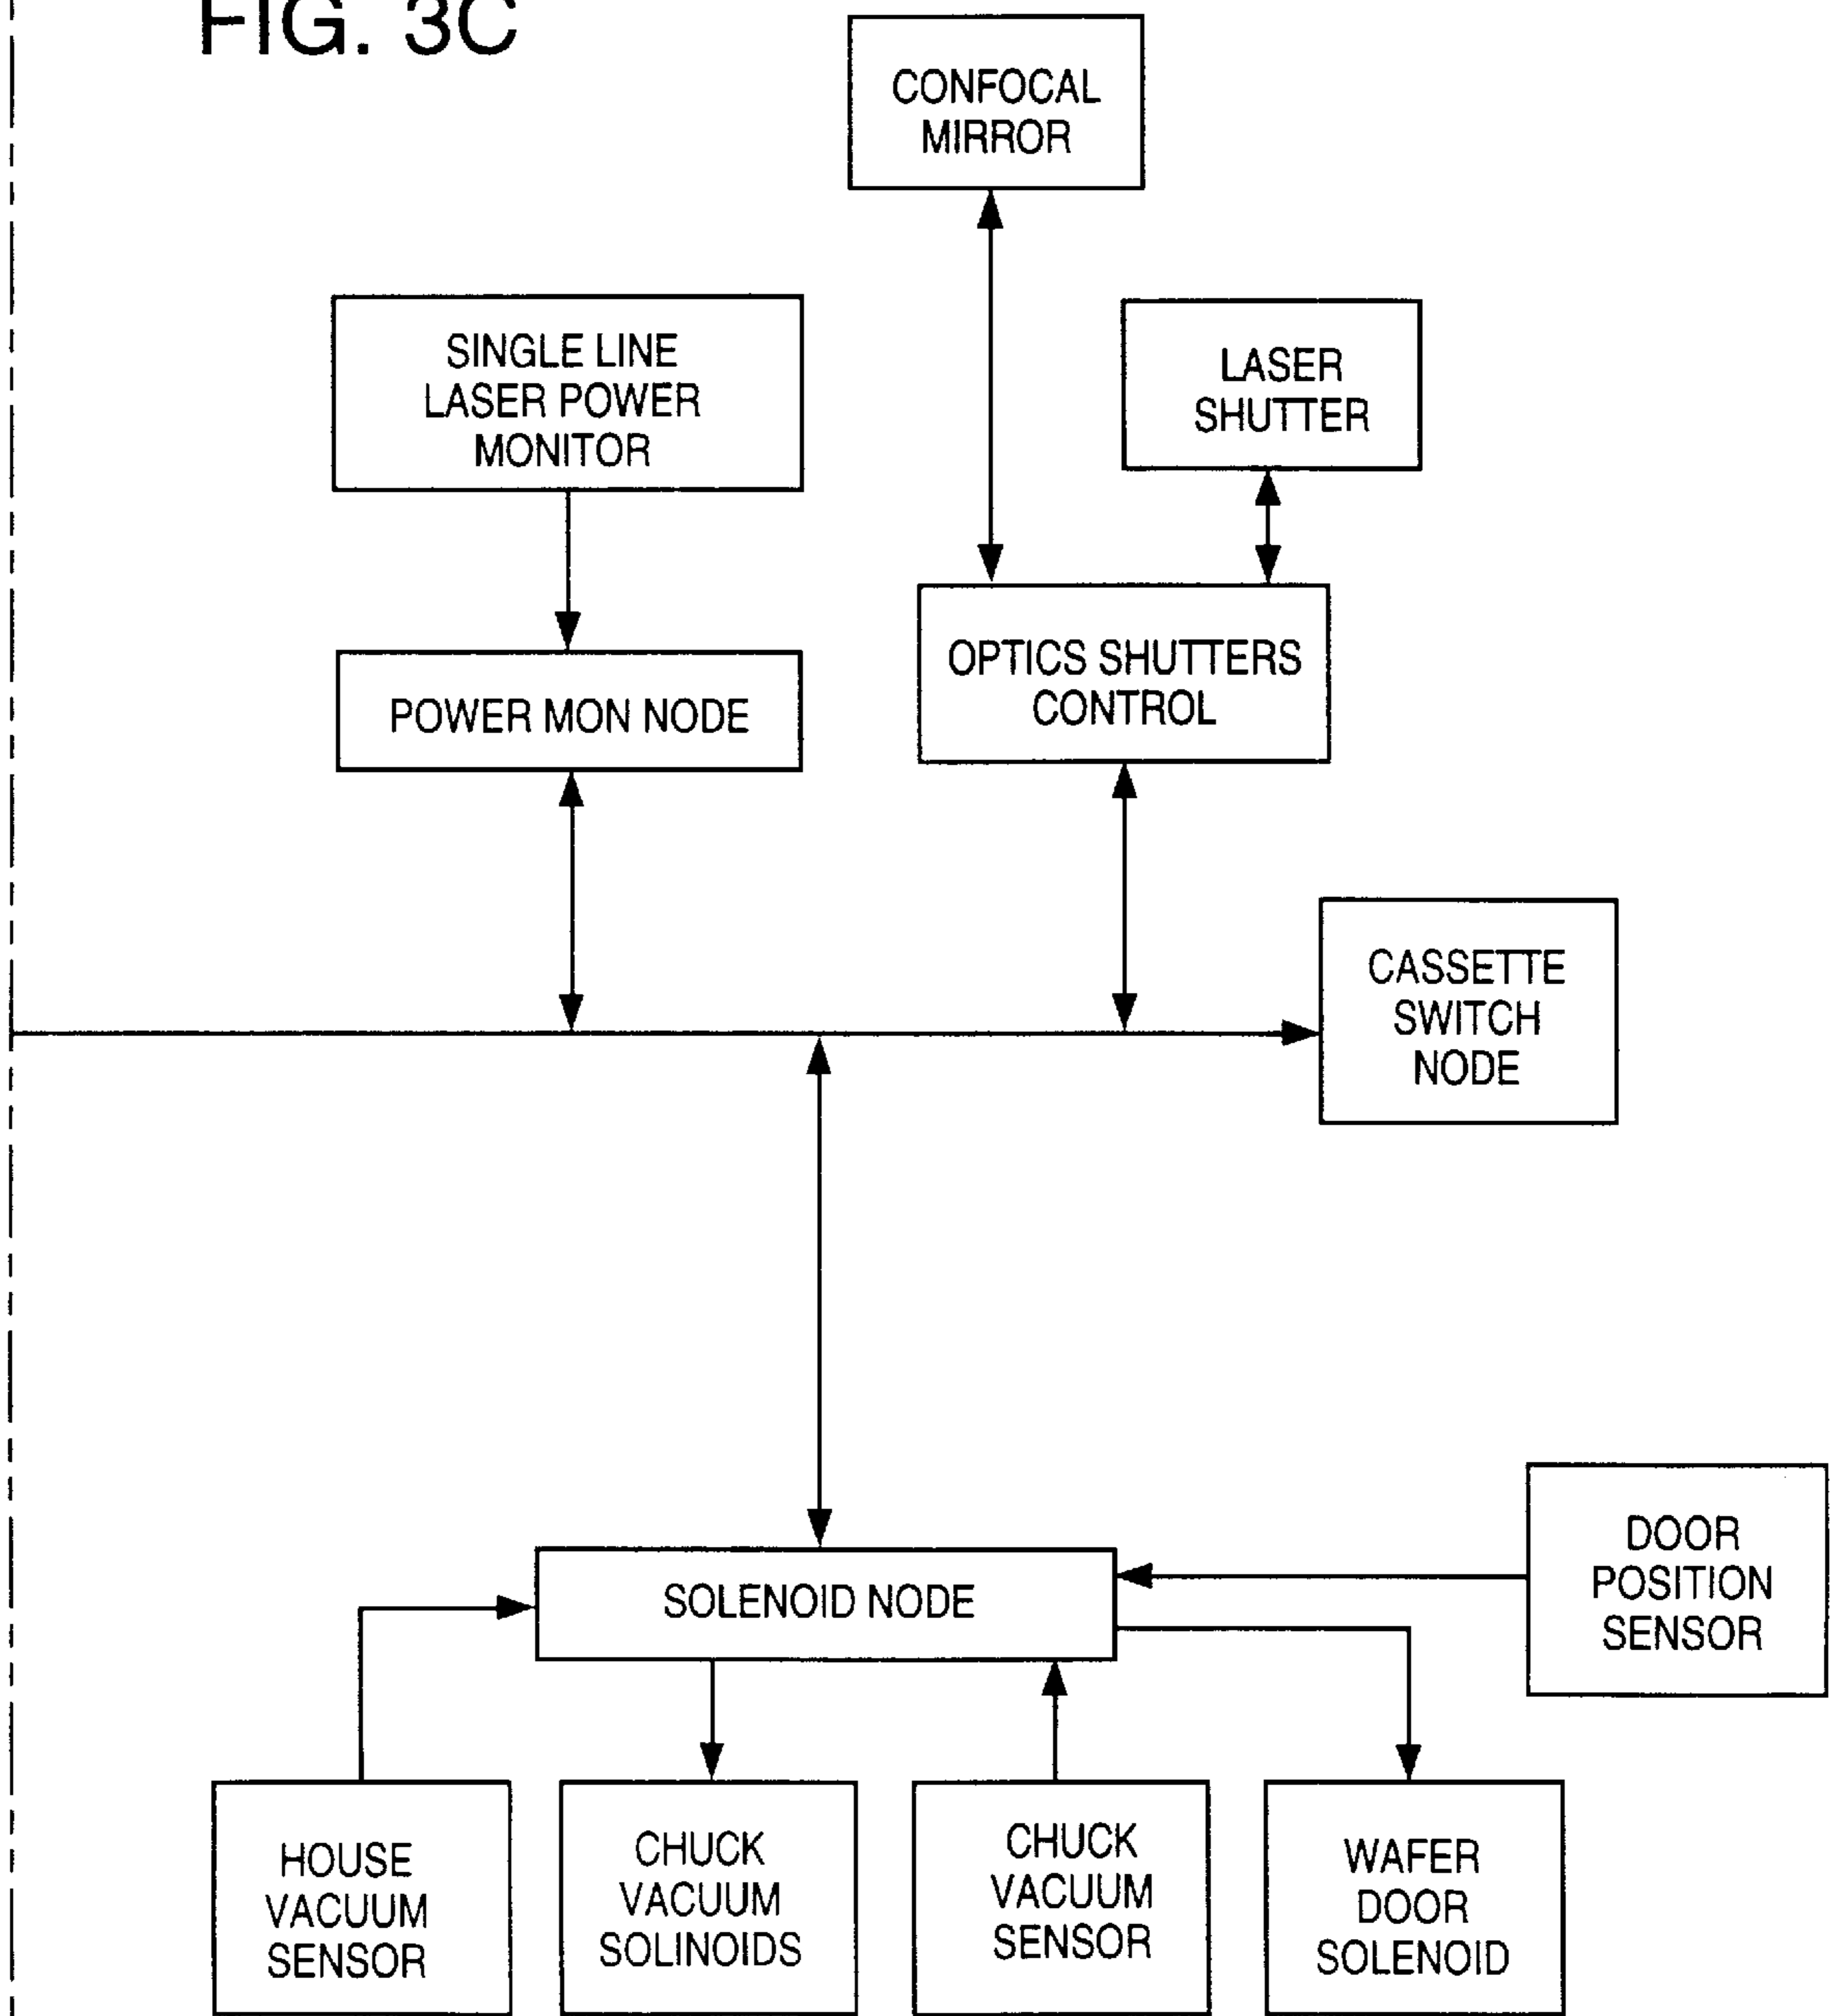 FIG. 3C
CONFOCAL
MIRROR
SINGLE LINE
LASER POWER
MONITOR
LASER
SHUTTER
POWER MON NODE
OPTICS SHUTTERS
CONTROL
CASSETTE
SWITCH
NODE
SOLENOID NODE
DOOR
POSITION
SENSOR
HOUSE
VACUUM
SENSOR
CHUCK
VACUUM
SOLINOIDS
CHUCK
VACUUM
SENSOR
WAFER
DOOR
SOLENOID